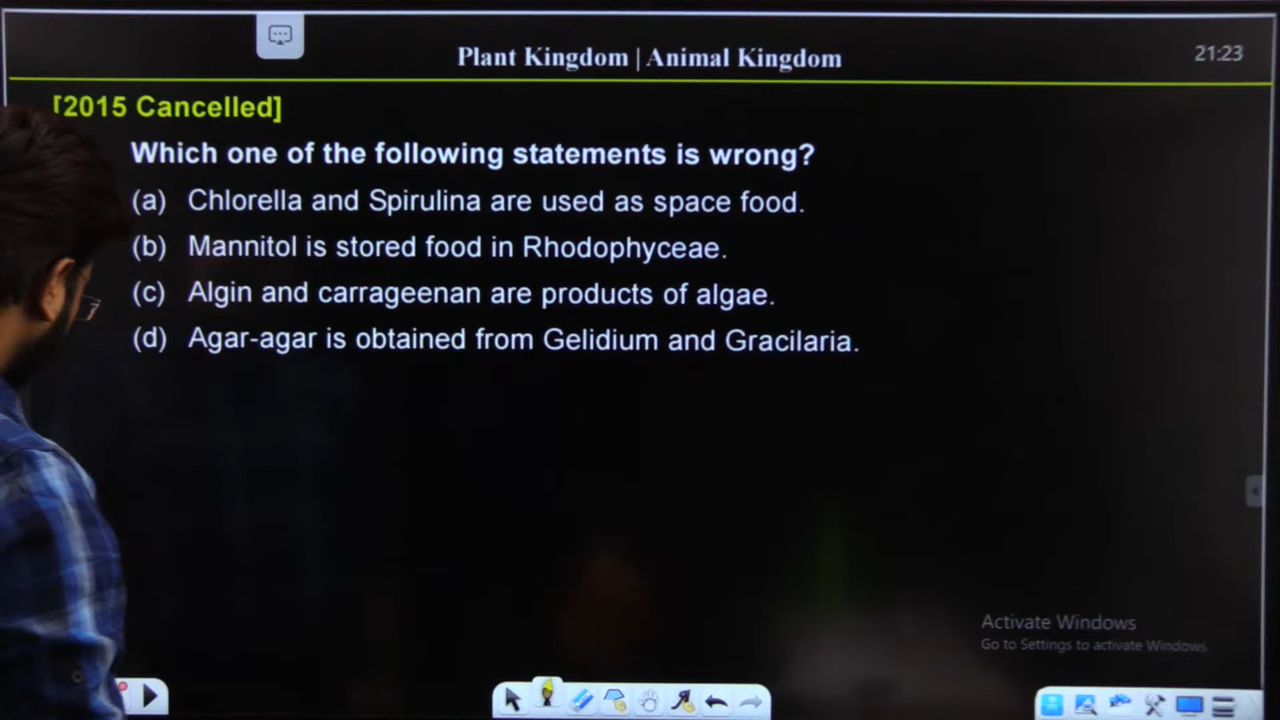 Plant Kingdom | Animal Kingdom
21:23
[2015 Cancelled]
Which one of the following statements is wrong?
(a) Chlorella and Spirulina are used as space food.
(b) Mannitol is stored food in Rhodophyceae.
(c) Algin and carrageenan are products of algae.
(d) Agar-agar is obtained from Gelidium and Gracilaria.
Activate Windows
Go to Settings to activate Windows.